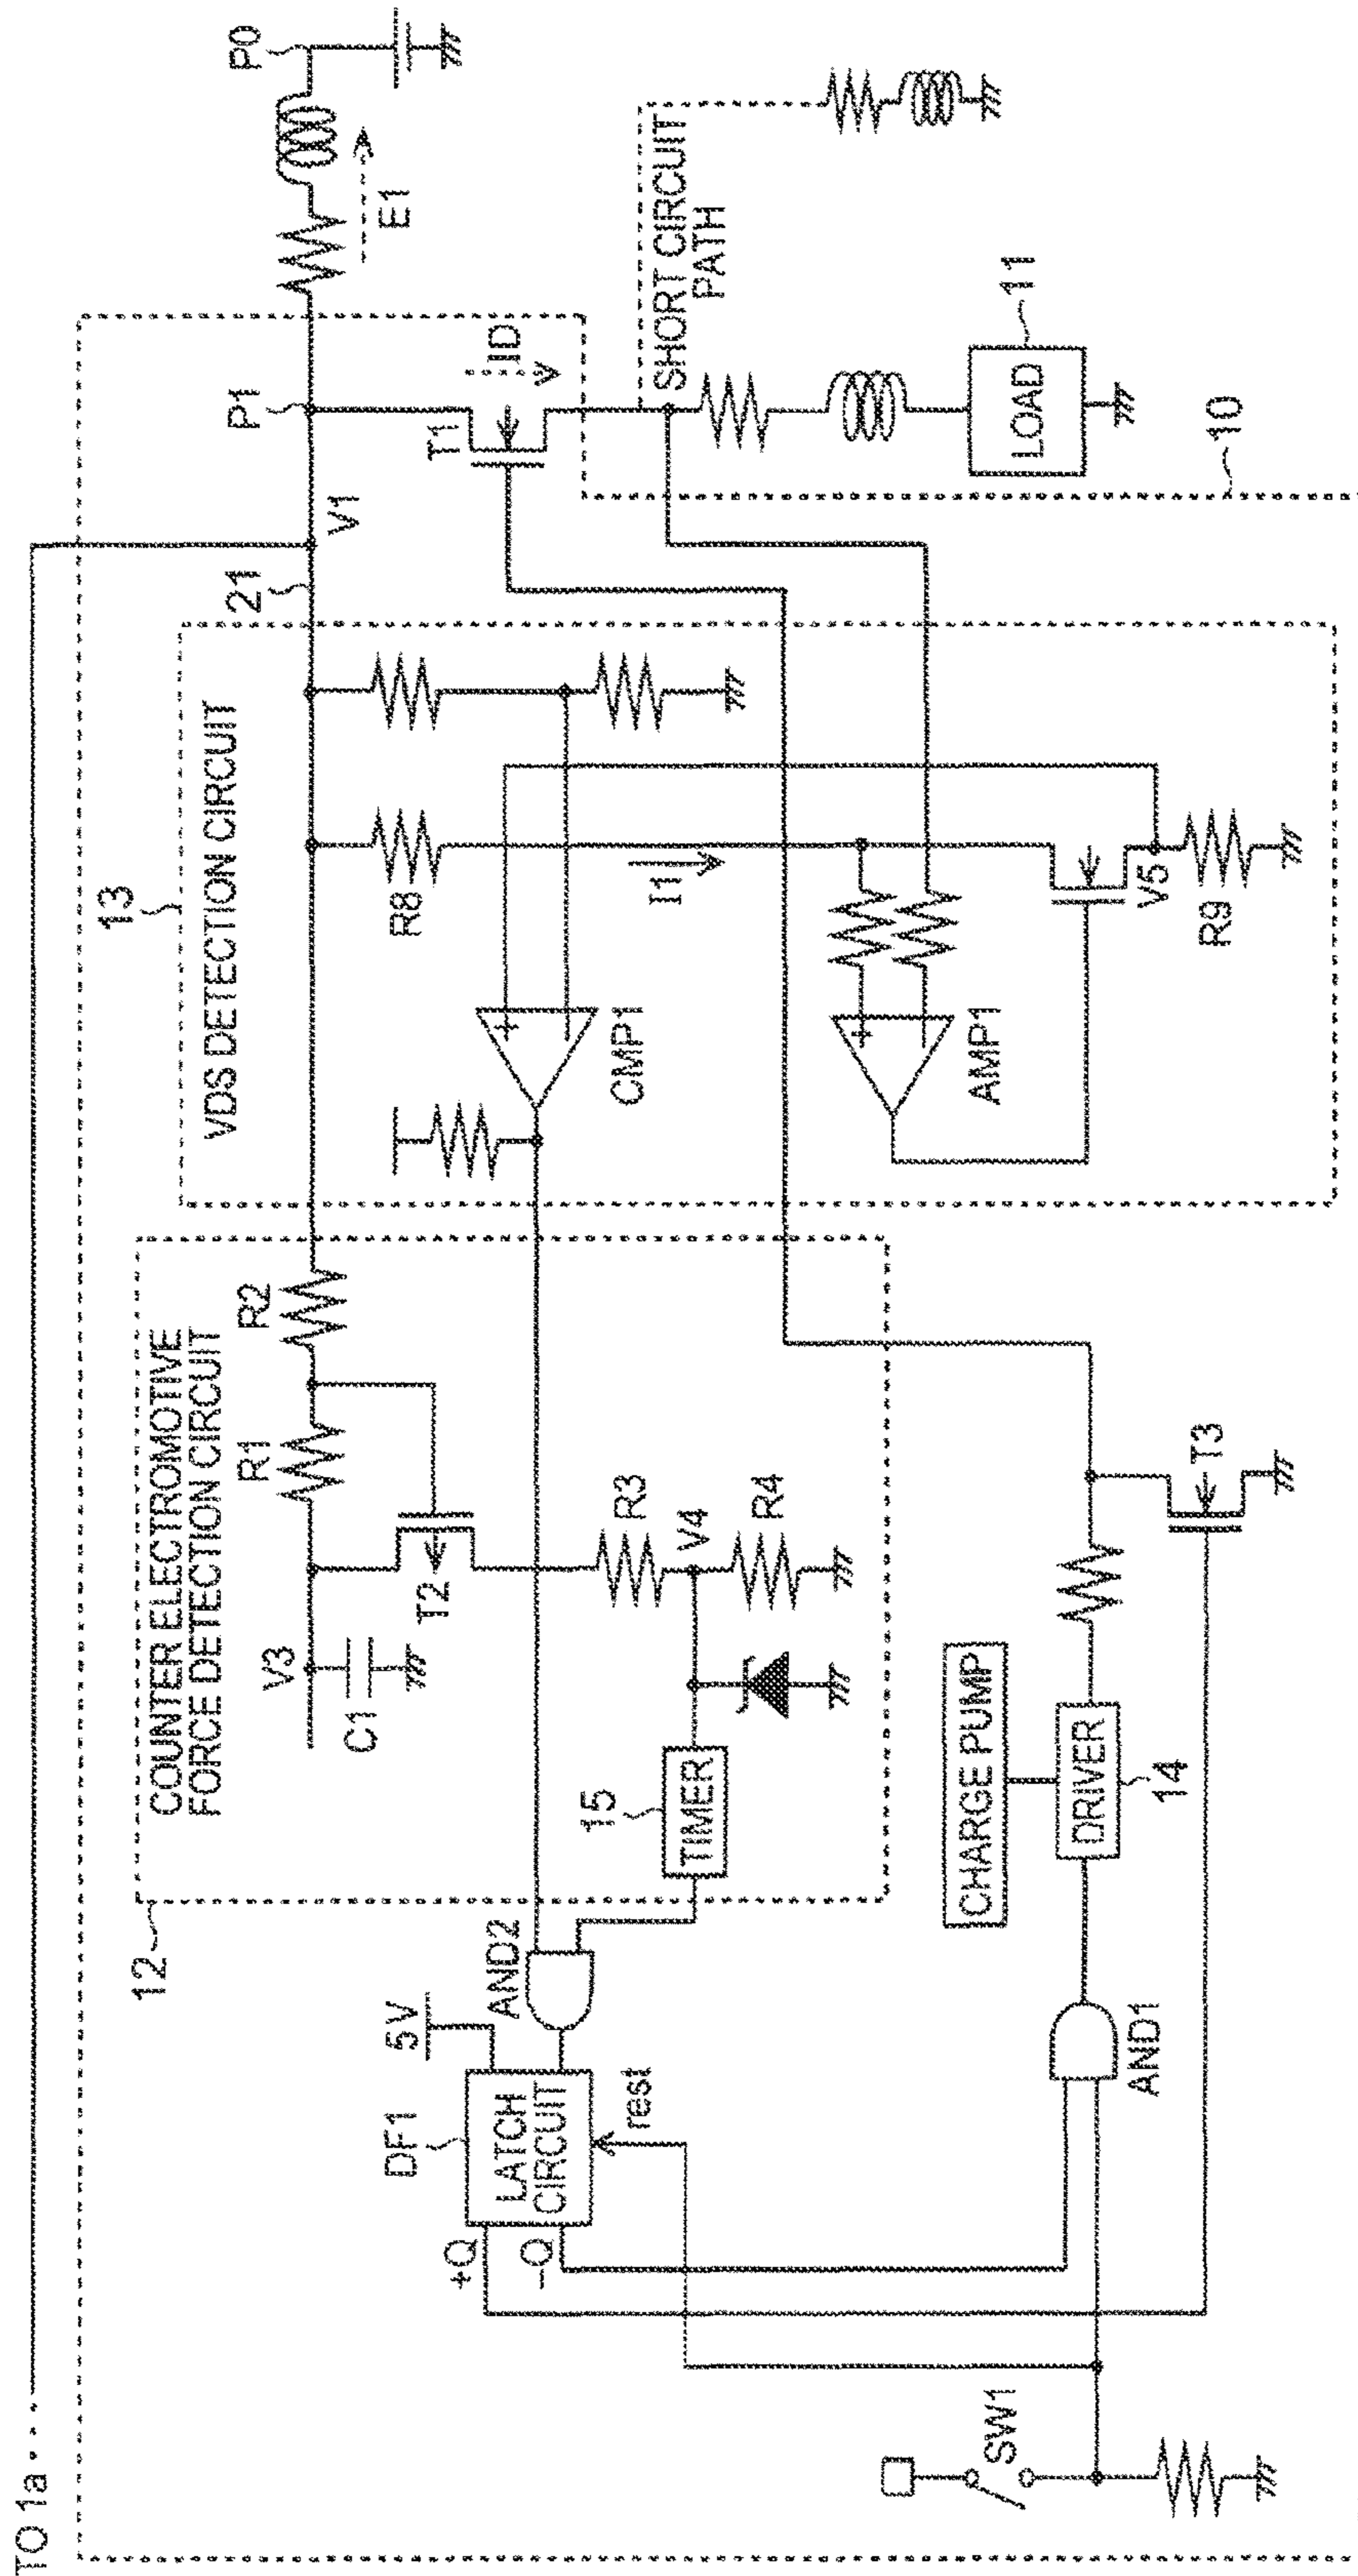 TO 1a
12
COUNTER ELECTROMOTIVE
FORCE DETECTION CIRCUIT
13
VDS DETECTION CIRCUIT
21
V1
P1
P0
E1
V3
C1
R1
R2
T2
R3
V4
R4
15
TIMER
R8
I1
CMP1
AMP1
V5
R9
T1
ID
SHORT CIRCUIT
PATH
LOAD
11
10
5V
AND2
DF1
LATCH
CIRCUIT
+Q
-Q
rest
CHARGE PUMP
DRIVER
14
T3
AND1
SW1